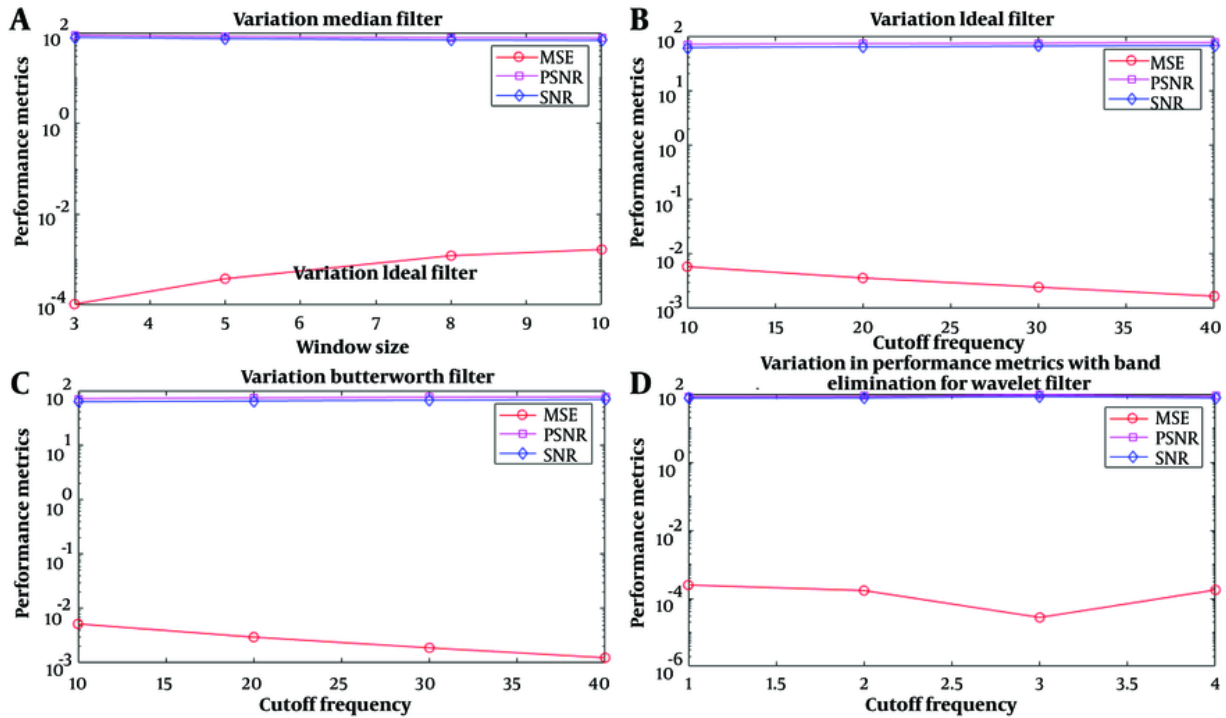 A
Variation median filter
Performance metrics
10^2
10^2
10^0
10^-2
10^-4
MSE
PSNR
SNR
Variation ldeal filter
3 4 5 6 7 8 9 10
Window size
B
Variation ldeal filter
Performance metrics
10^2
10^1
10^0
10^-1
10^-2
10^-3
MSE
PSNR
SNR
10 15 20 25 30 35 40
Cutoff frequency
C
Variation butterworth filter
Performance metrics
10^2
10^1
10^0
10^-1
10^-2
10^-3
MSE
PSNR
SNR
10 15 20 25 30 35 40
Cutoff frequency
D
Variation in performance metrics with band
elimination for wavelet filter
Performance metrics
10^2
10^0
10^-2
10^-4
10^-6
MSE
PSNR
SNR
1 1.5 2 2.5 3 3.5 4
Cutoff frequency